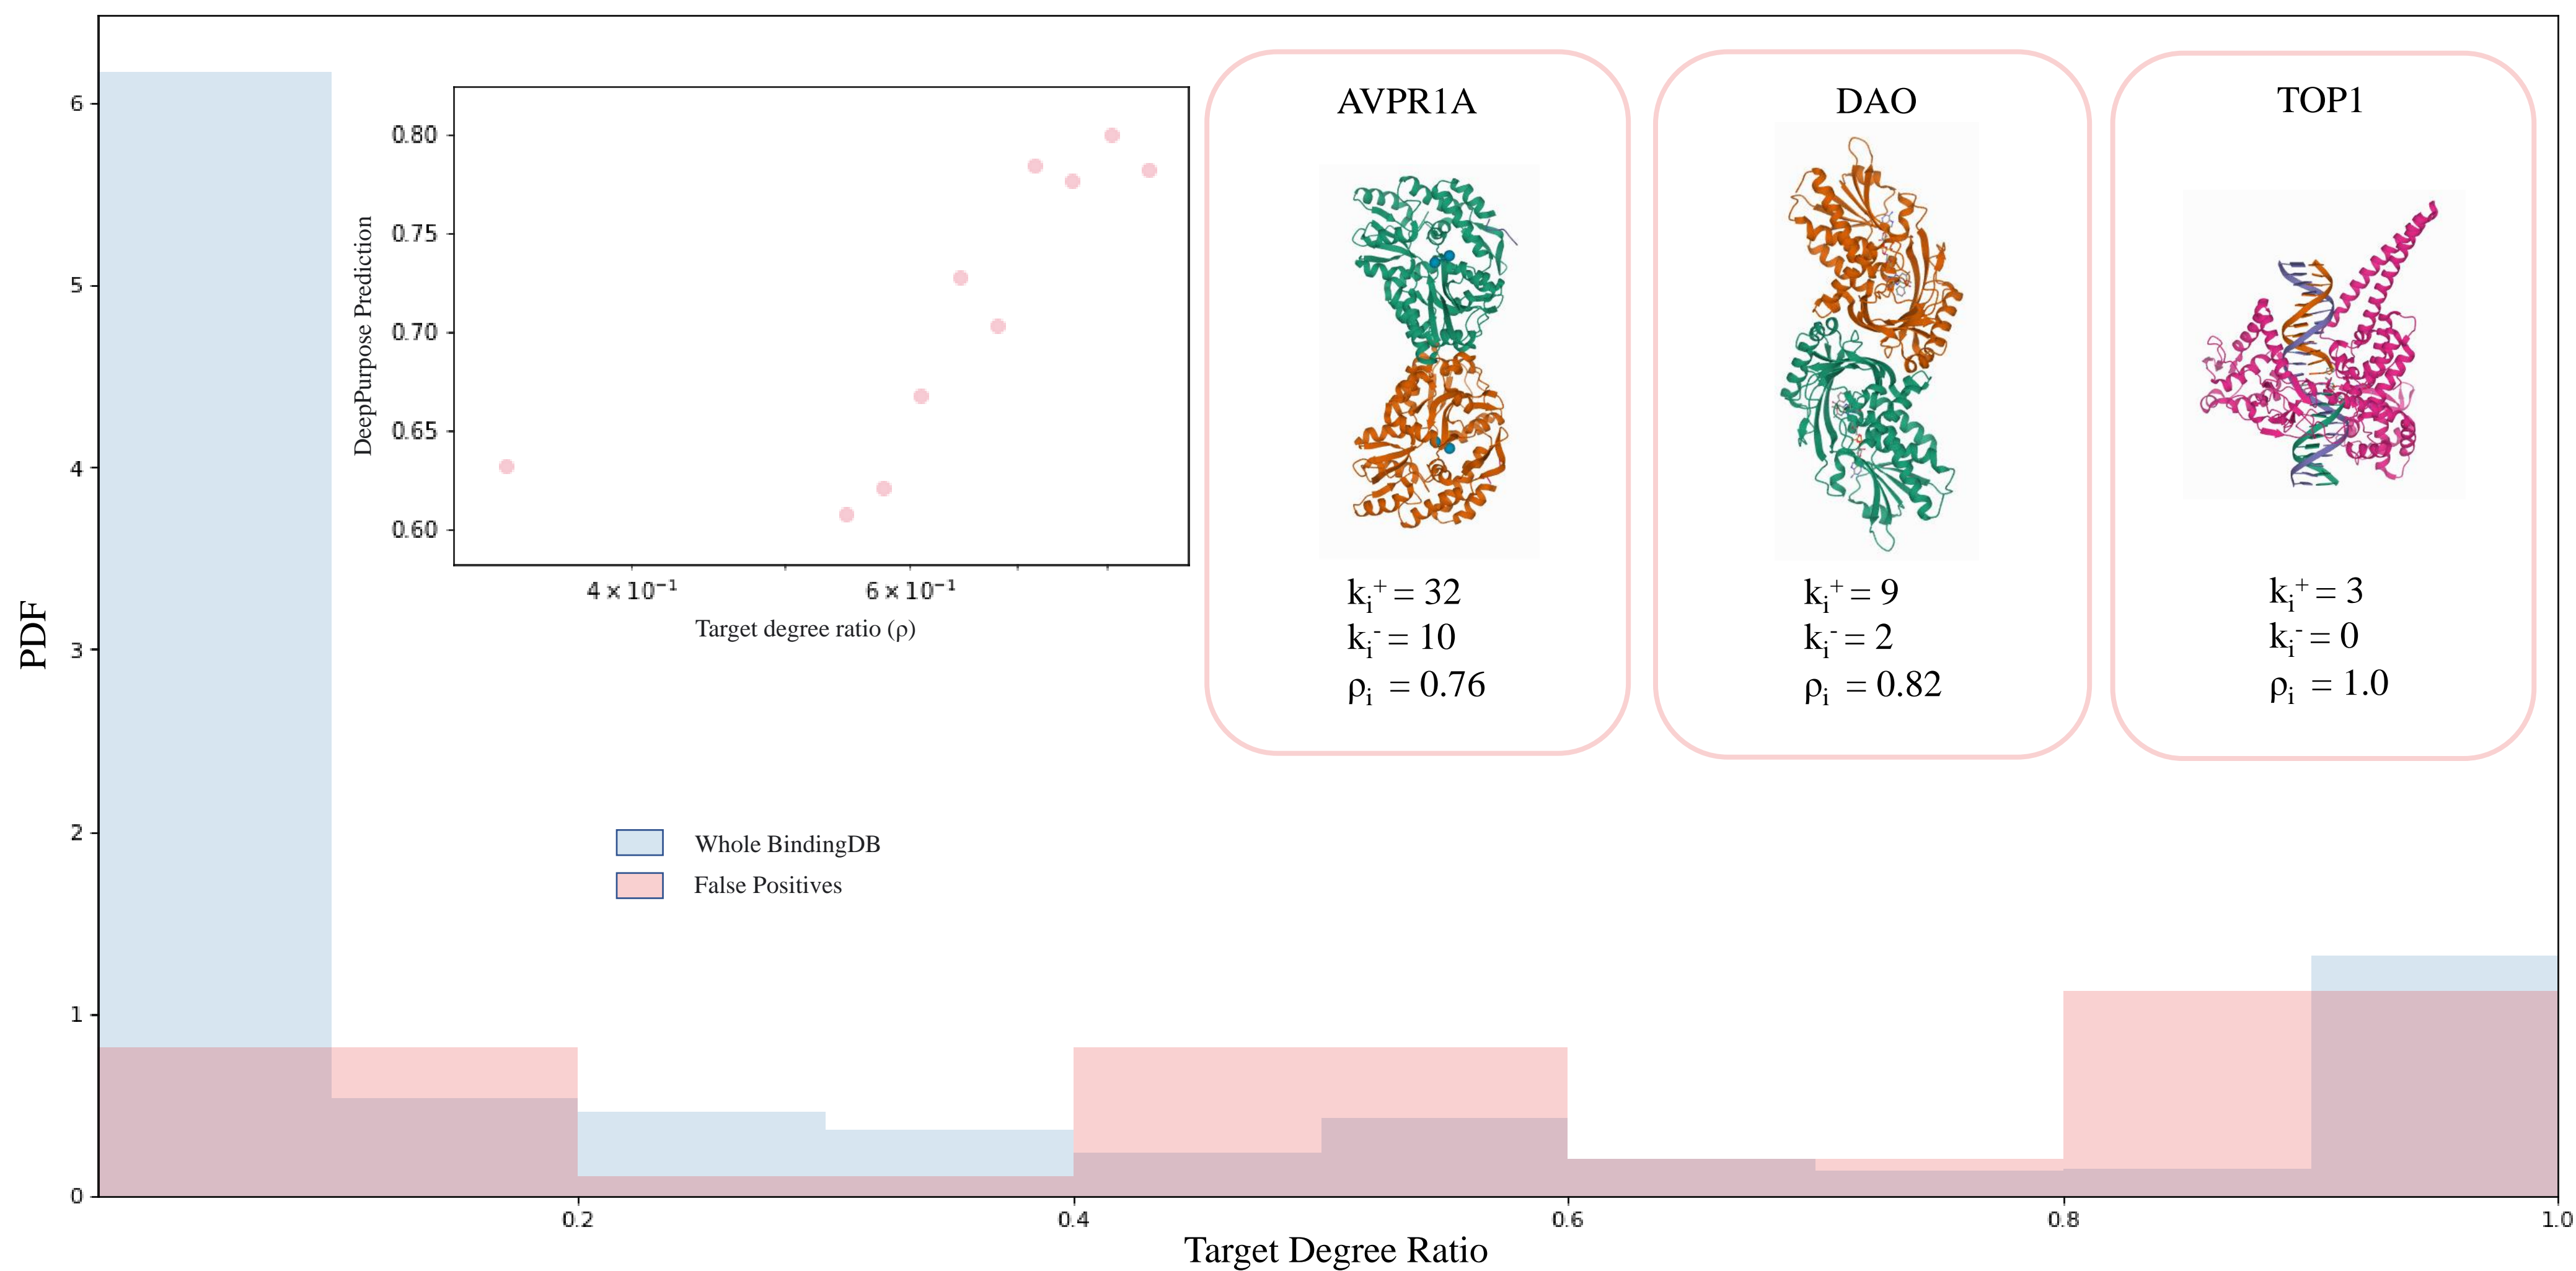 PDF
6
5
4
3
2
1
0
0.2
0.4
0.6
0.8
1.0
Target Degree Ratio
DeepPurpose Prediction
0.80
0.75
0.70
0.65
0.60
4 × 10⁻¹
6 × 10⁻¹
Target degree ratio (ρ)
Whole BindingDB
False Positives
AVPR1A
kᵢ⁺ = 32
kᵢ⁻ = 10
ρᵢ = 0.76
DAO
kᵢ⁺ = 9
kᵢ⁻ = 2
ρᵢ = 0.82
TOP1
kᵢ⁺ = 3
kᵢ⁻ = 0
ρᵢ = 1.0